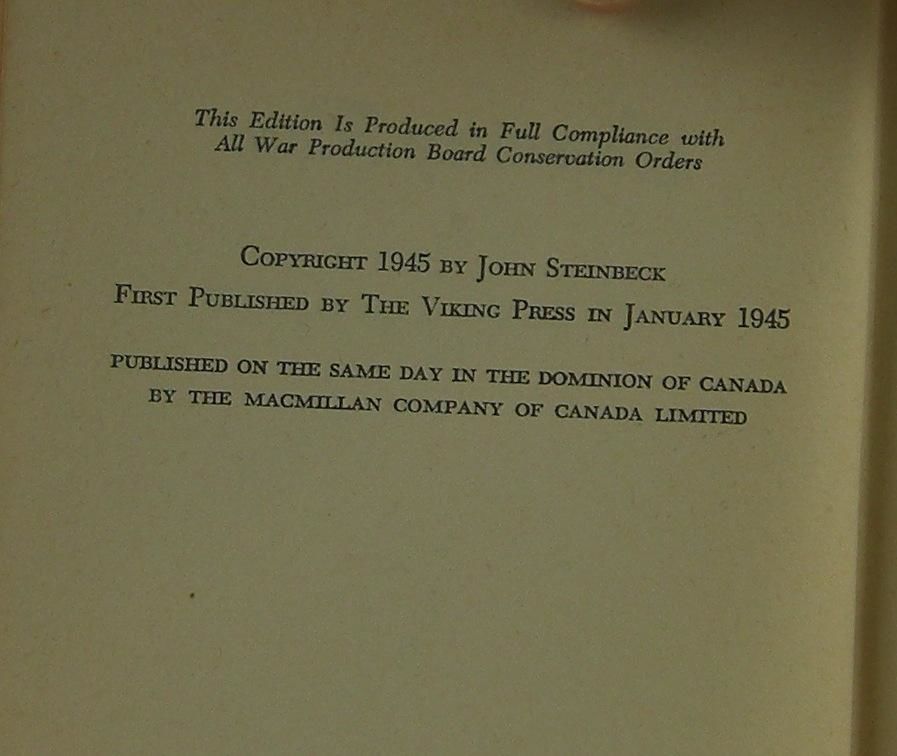 This Edition Is Produced in Full Compliance with
All War Production Board Conservation Orders
COPYRIGHT 1945 BY JOHN STEINBECK
FIRST PUBLISHED BY THE VIKING PRESS IN JANUARY 1945
PUBLISHED ON THE SAME DAY IN THE DOMINION OF CANADA
BY THE MACMILLAN COMPANY OF CANADA LIMITED